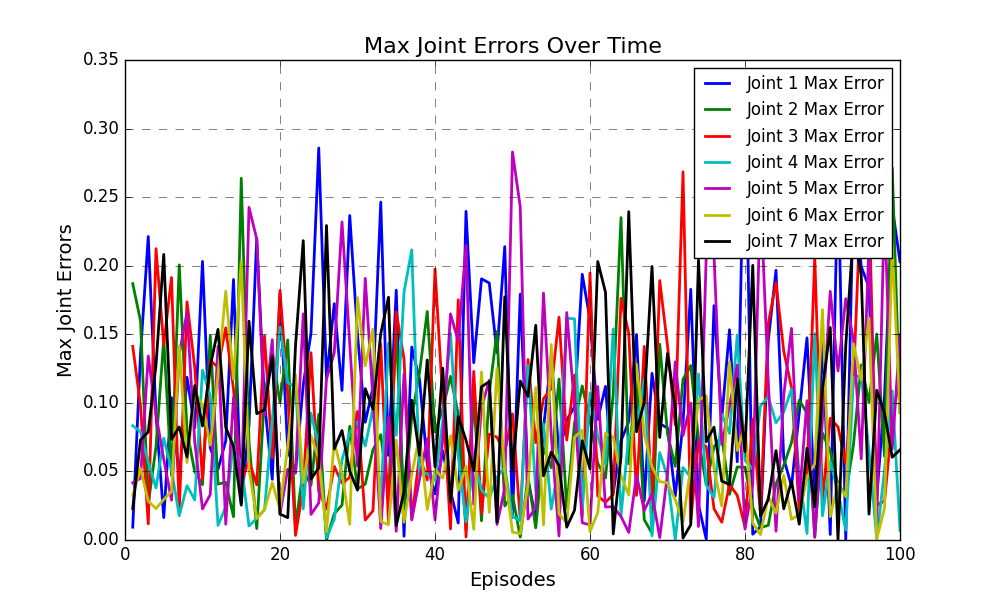 Max Joint Errors Over Time
Max Joint Errors
0.35
0.30
0.25
0.20
0.15
0.10
0.05
0.00
Joint 1 Max Error
Joint 2 Max Error
Joint 3 Max Error
Joint 4 Max Error
Joint 5 Max Error
Joint 6 Max Error
Joint 7 Max Error
0 20 40 60 80 100
Episodes